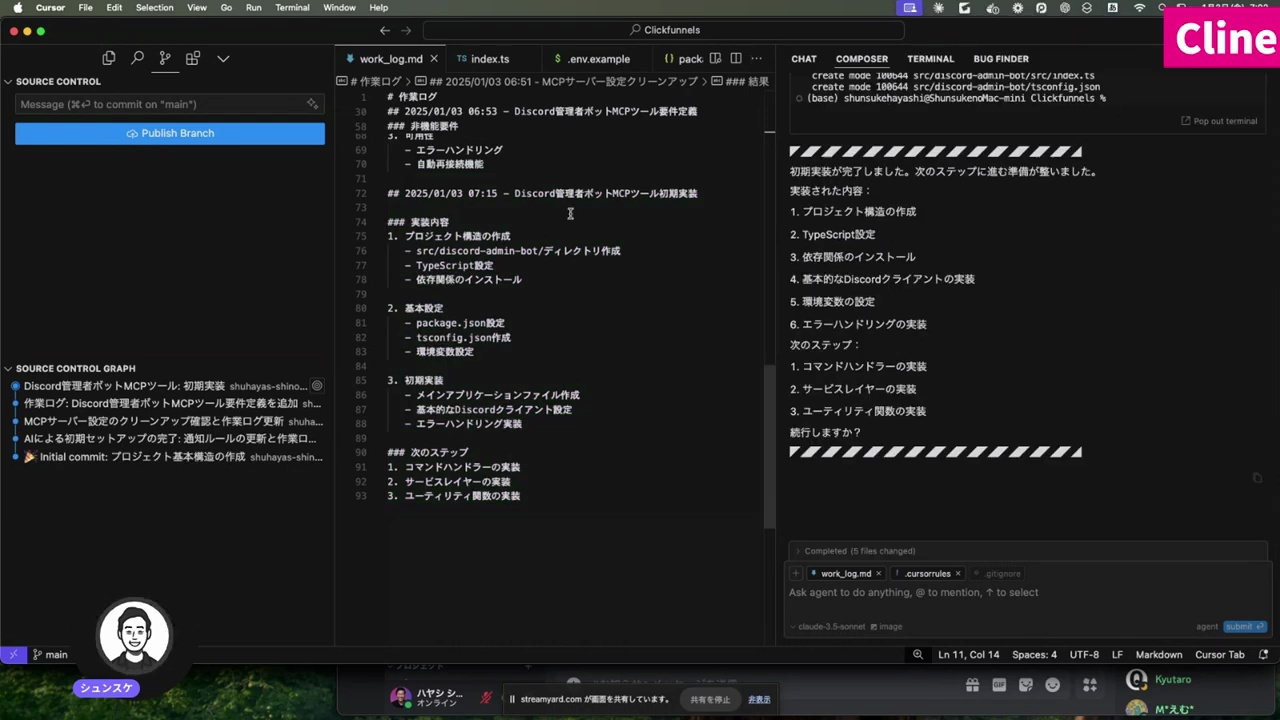 Cursor File Edit Selection View Go Run Terminal Window Help
Clickfunnels
Cline
work_log.md
index.ts
.env.example
pack
CHAT COMPOSER TERMINAL BUG FINDER
SOURCE CONTROL
Message (⌘⏎ to commit on "main")
Publish Branch
SOURCE CONTROL GRAPH
Discord管理者ボットMCPツール: 初期実装 shuhayas-shino...
作業ログ: Discord管理者ボットMCPツール要件定義を追加 sh...
MCPサーバー設定のクリーンアップ確認と作業ログ更新 shuha...
AIによる初期セットアップの完了: 通知ルールの更新と作業ロ...
🎉 Initial commit: プロジェクト基本構造の作成 shuhayas-shin...
# 作業ログ > ## 2025/01/03 06:51 - MCPサーバー設定クリーンアップ > ### 結果
1 # 作業ログ
30 ## 2025/01/03 06:53 - Discord管理者ボットMCPツール要件定義
58 ### 非機能要件
68 3. 可用性
69 - エラーハンドリング
70 - 自動再接続機能
71
72 ## 2025/01/03 07:15 - Discord管理者ボットMCPツール初期実装
73
74 ### 実装内容
75 1. プロジェクト構造の作成
76 - src/discord-admin-bot/ディレクトリ作成
77 - TypeScript設定
78 - 依存関係のインストール
79
80 2. 基本設定
81 - package.json設定
82 - tsconfig.json作成
83 - 環境変数設定
84
85 3. 初期実装
86 - メインアプリケーションファイル作成
87 - 基本的なDiscordクライアント設定
88 - エラーハンドリング実装
89
90 ### 次のステップ
91 1. コマンドハンドラーの実装
92 2. サービスレイヤーの実装
93 3. ユーティリティ関数の実装
create mode 100644 src/discord-admin-bot/src/index.ts
create mode 100644 src/discord-admin-bot/tsconfig.json
(base) shunsukehayashi@ShunsukenoMac-mini Clickfunnels %
Pop out terminal
初期実装が完了しました。次のステップに進む準備が整いました。
実装された内容：
1. プロジェクト構造の作成
2. TypeScript設定
3. 依存関係のインストール
4. 基本的なDiscordクライアントの実装
5. 環境変数の設定
6. エラーハンドリングの実装
次のステップ：
1. コマンドハンドラーの実装
2. サービスレイヤーの実装
3. ユーティリティ関数の実装
続行しますか？
Completed (5 files changed)
work_log.md
.cursorrules
.gitignore
Ask agent to do anything, @ to mention, ↑ to select
claude-3.5-sonnet image
agent submit
main
Ln 11, Col 14 Spaces: 4 UTF-8 LF Markdown Cursor Tab
シュンスケ
ハヤシ シ...
オンライン
streamyard.com が画面を共有しています。
共有を停止
非表示
GIF
Kyutaro
M*えむ*